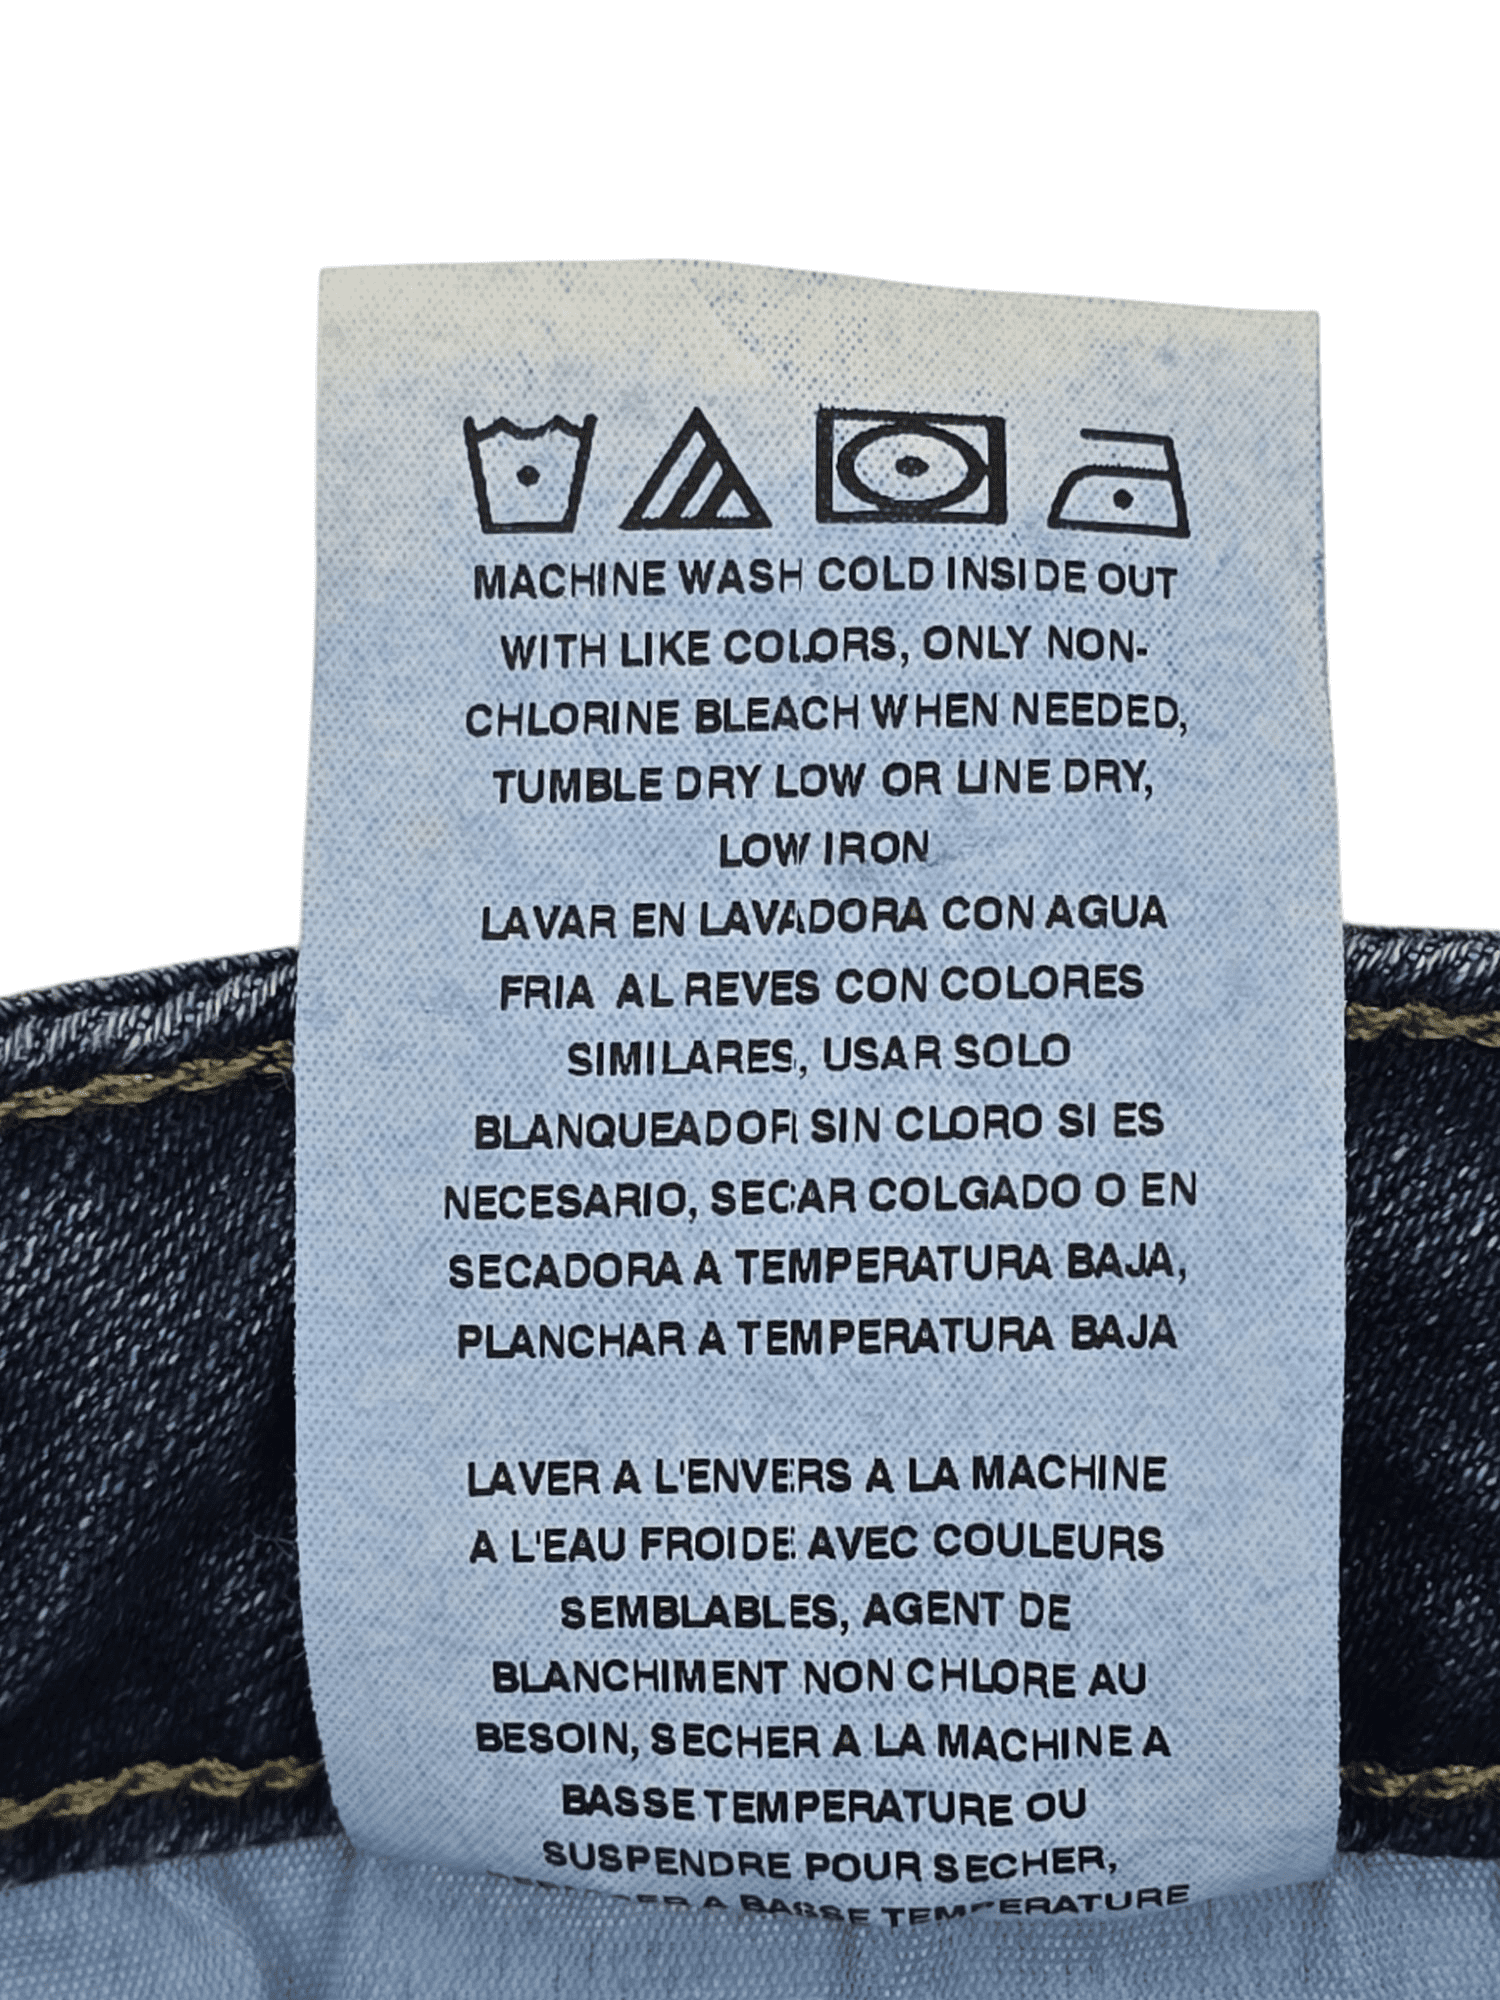 MACHINE WASH COLD INSIDE OUT
WITH LIKE COLORS, ONLY NON-
CHLORINE BLEACH WHEN NEEDED,
TUMBLE DRY LOW OR LINE DRY,
LOW IRON
LAVAR EN LAVADORA CON AGUA
FRIA AL REVES CON COLORES
SIMILARES, USAR SOLO
BLANQUEADOR SIN CLORO SI ES
NECESARIO, SECAR COLGADO O EN
SECADORA A TEMPERATURA BAJA,
PLANCHAR A TEMPERATURA BAJA
LAVER A L'ENVERS A LA MACHINE
A L'EAU FROIDE AVEC COULEURS
SEMBLABLES, AGENT DE
BLANCHIMENT NON CHLORE AU
BESOIN, SECHER A LA MACHINE A
BASSE TEMPERATURE OU
SUSPENDRE POUR SECHER,
A BASSE TEMPERATURE